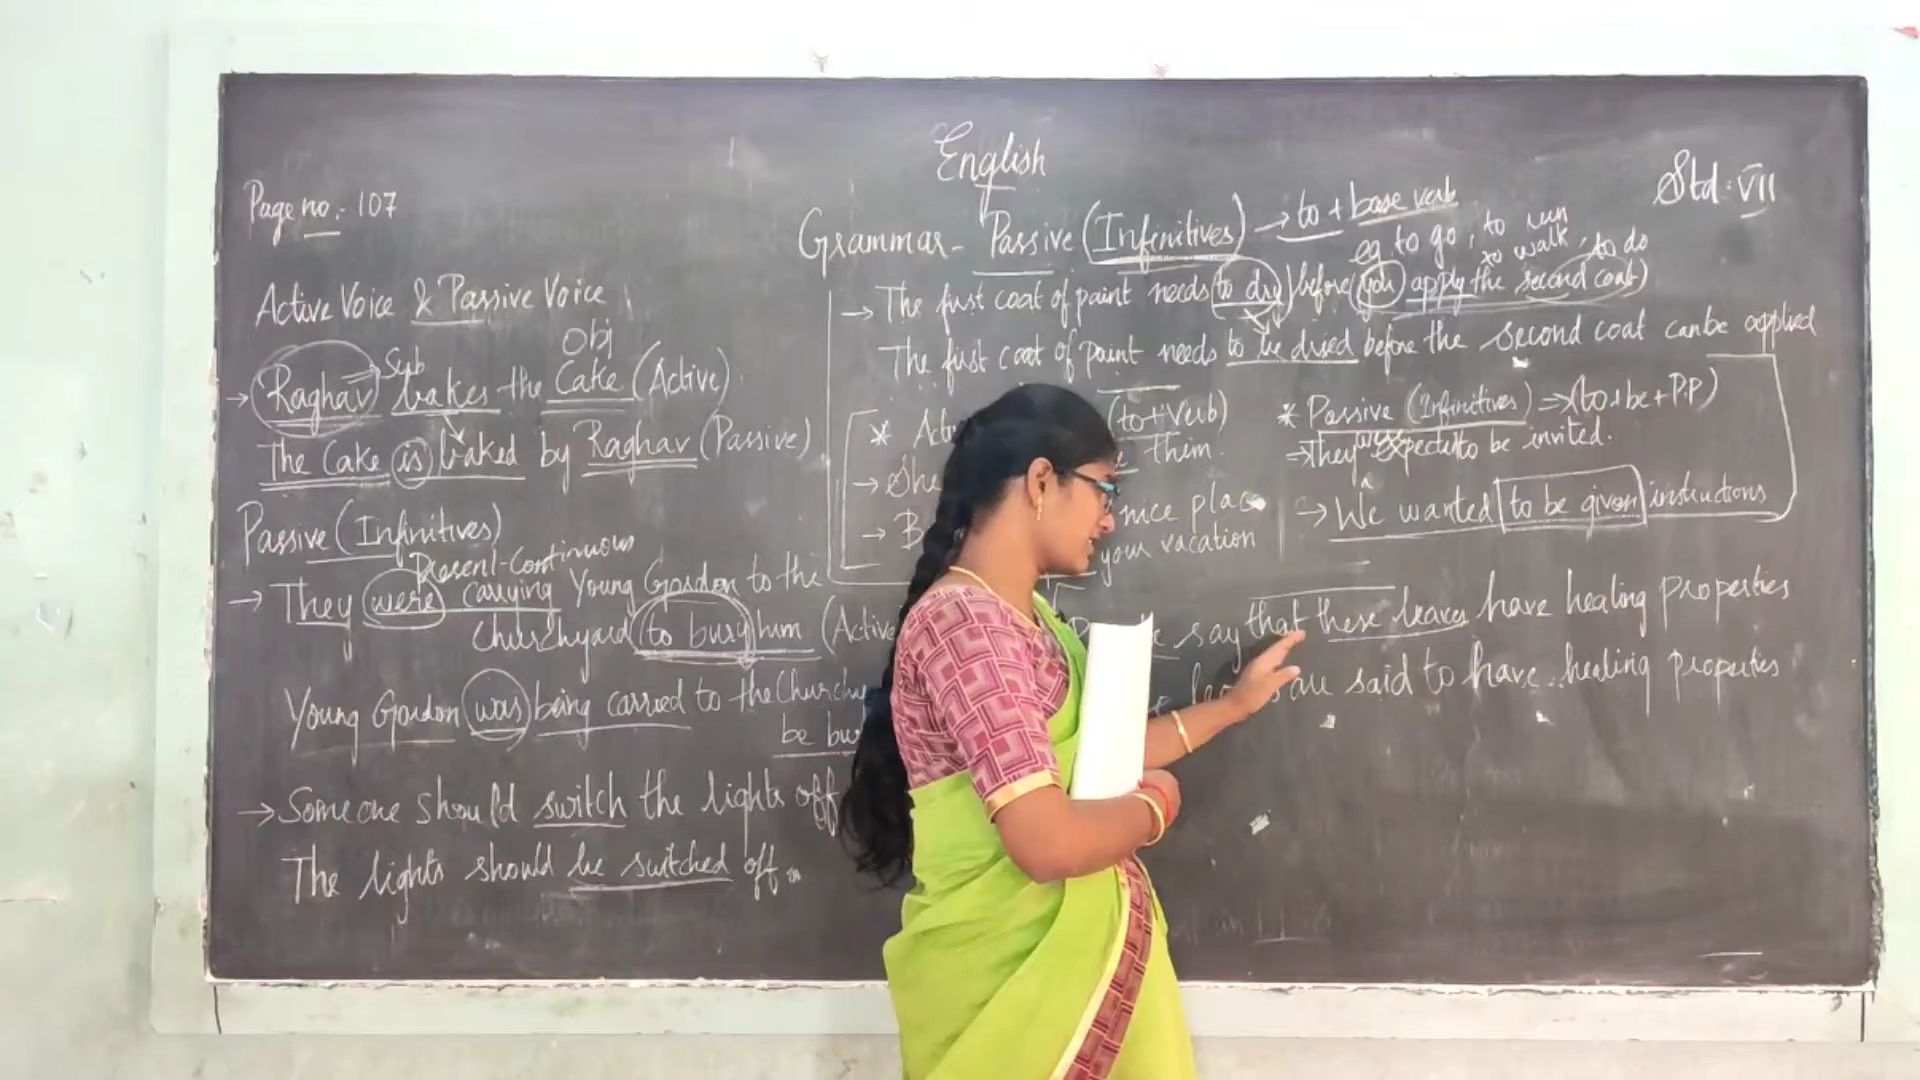 English
Std : VII
Page no :- 107
Grammar - Passive (Infinitives) → to + base verb
eg to go, to run
to walk, to do
Active Voice & Passive Voice
Sub
Obj
→ Raghav bakes the Cake (Active)
The Cake is baked by Raghav (Passive)
Passive (Infinitives)
Present-Continuous
→ They were carrying Young Gordon to the
Churchyard to bury him (Active
Young Gordon was being carried to the
be
→ Someone should switch the lights off
The lights should be switched off
→ The first coat of paint needs to dry before (you apply the second coat)
The first coat of paint needs to be dried before the second coat can be applied
* (to+verb)
→ She them.
→ nice place
your vacation
* Passive (Infinitives) ⇒ (to+be+P.P)
were
⇒ They expected to be invited.
→ We wanted to be given instructions
say that these leaves have healing properties
are said to have healing properties